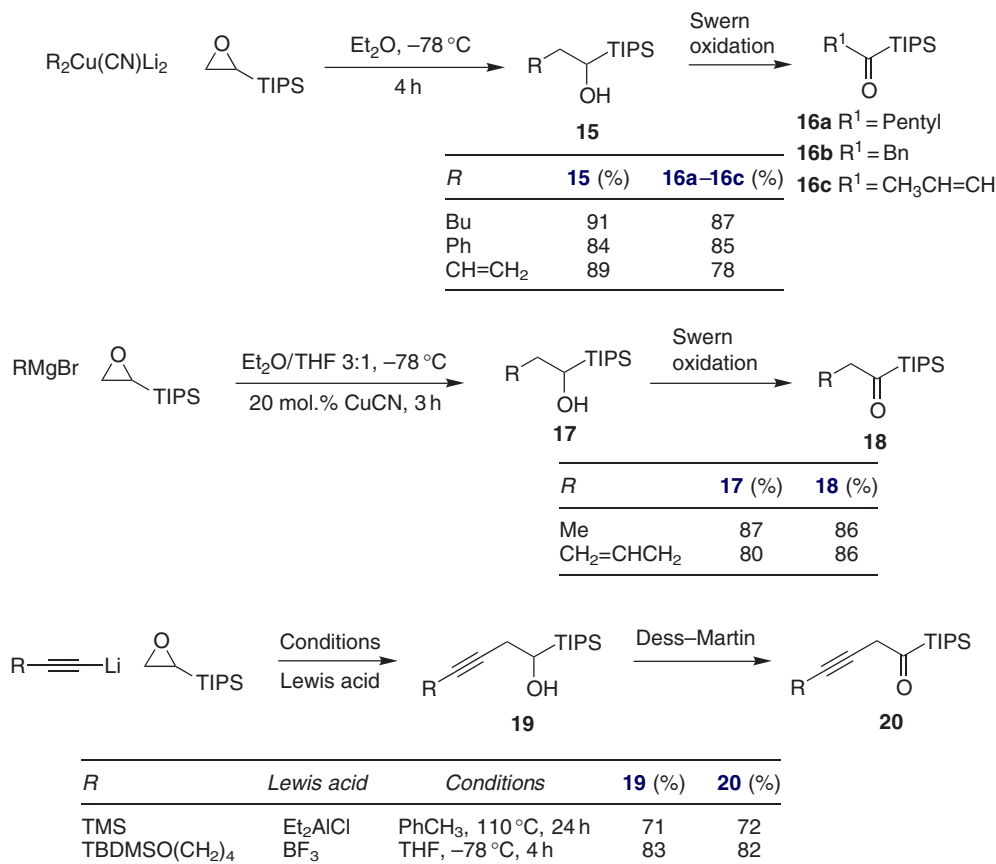 R2Cu(CN)Li2
O
TIPS
Et2O, –78 °C
4 h
R
TIPS
OH
15
Swern
oxidation
R1
TIPS
O
16a R1 = Pentyl
16b R1 = Bn
16c R1 = CH3CH=CH
R 15 (%) 16a–16c (%)
Bu 91 87
Ph 84 85
CH=CH2 89 78
RMgBr
O
TIPS
Et2O/THF 3:1, –78 °C
20 mol.% CuCN, 3 h
R
TIPS
OH
17
Swern
oxidation
R
TIPS
O
18
R 17 (%) 18 (%)
Me 87 86
CH2=CHCH2 80 86
R
Li
O
TIPS
Conditions
Lewis acid
R
TIPS
OH
19
Dess–Martin
R
TIPS
O
20
R Lewis acid Conditions 19 (%) 20 (%)
TMS Et2AlCl PhCH3, 110 °C, 24 h 71 72
TBDMSO(CH2)4 BF3 THF, –78 °C, 4 h 83 82